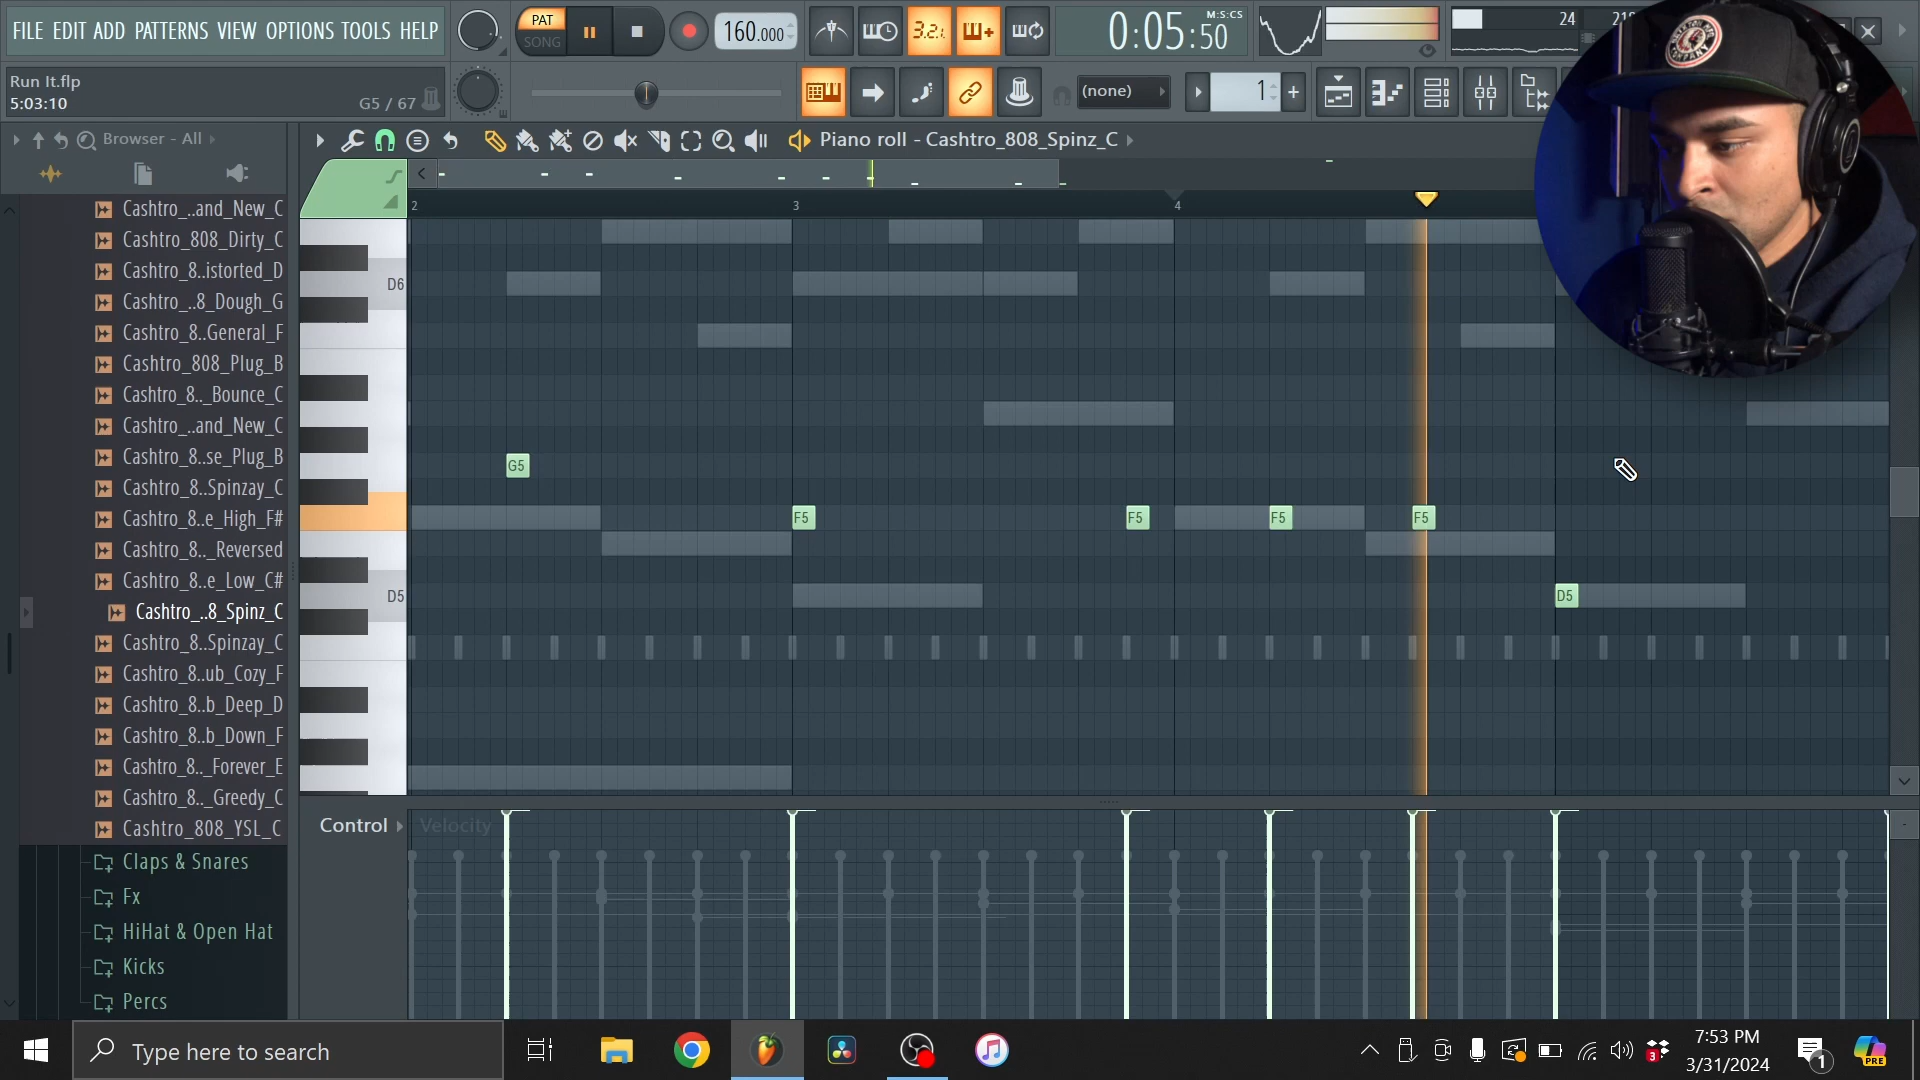 FILE EDIT ADD PATTERNS VIEW OPTIONS TOOLS HELP
PAT
SONG
160.000
3.2.
0:05:50
M:S:CS
24
Run It.flp
5:03:10
G5 / 67
(none)
1
Browser - All
Piano roll - Cashtro_808_Spinz_C
Cashtro_..and_New_C
Cashtro_808_Dirty_C
Cashtro_8..istorted_D
Cashtro_..8_Dough_G
Cashtro_8..General_F
Cashtro_808_Plug_B
Cashtro_8.._Bounce_C
Cashtro_..and_New_C
Cashtro_8..se_Plug_B
Cashtro_8..Spinzay_C
Cashtro_8..e_High_F#
Cashtro_8.._Reversed
Cashtro_8..e_Low_C#
Cashtro_..8_Spinz_C
Cashtro_8..Spinzay_C
Cashtro_8..ub_Cozy_F
Cashtro_8..b_Deep_D
Cashtro_8..b_Down_F
Cashtro_8.._Forever_E
Cashtro_8.._Greedy_C
Cashtro_808_YSL_C
Claps & Snares
Fx
HiHat & Open Hat
Kicks
Percs
2
3
4
D6
D5
G5
F5
F5
F5
F5
D5
Control
Velocity
Type here to search
3
7:53 PM
3/31/2024
1
PRE